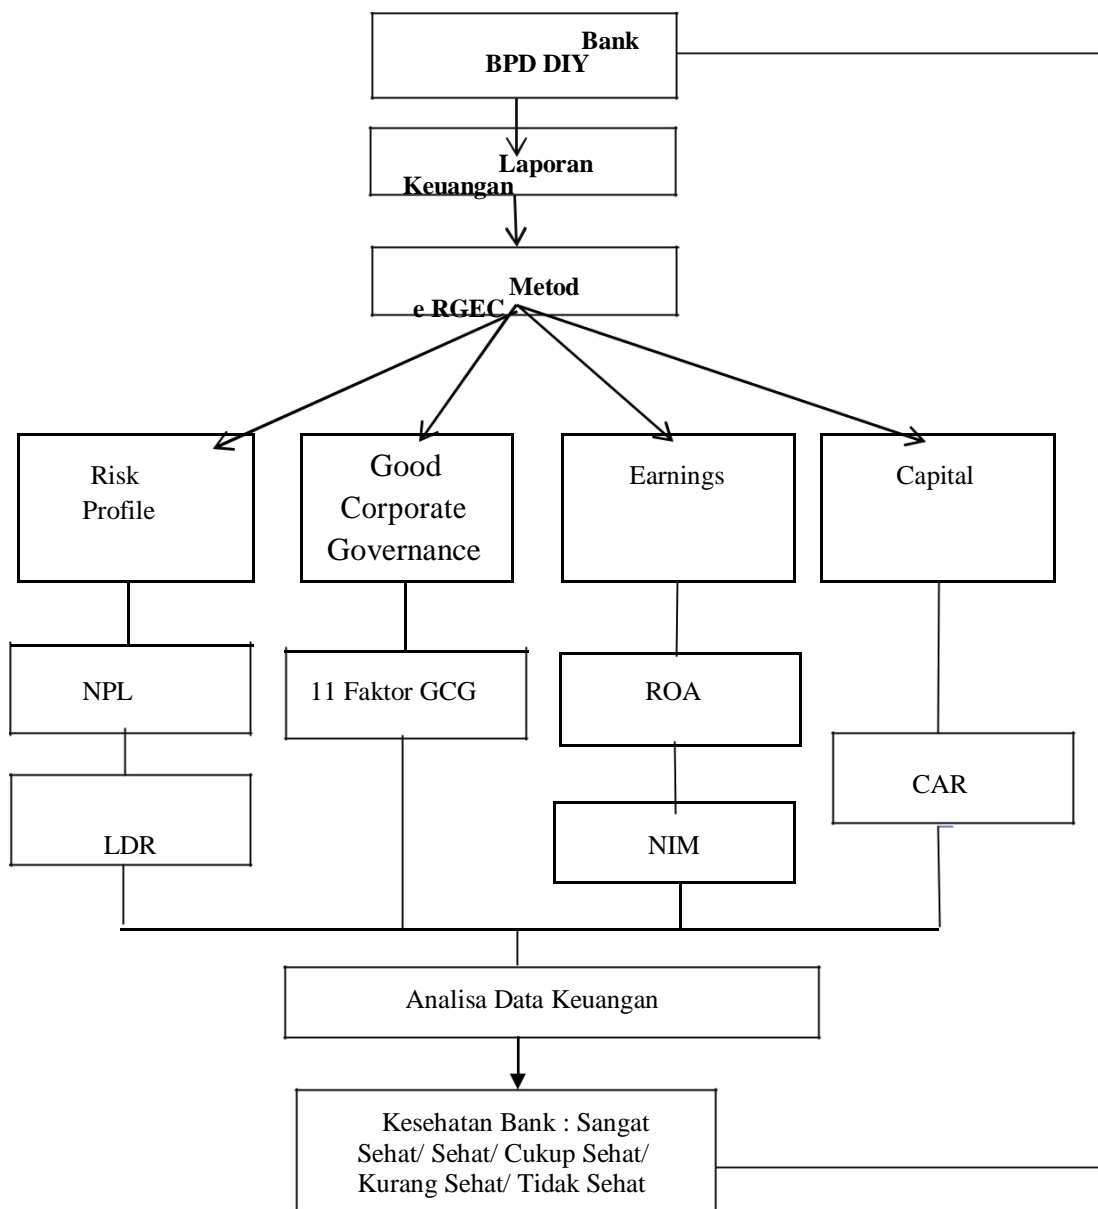 Bank
BPD DIY
Laporan
Keuangan
Metod
e RGEC
Risk
Profile
Good
Corporate
Governance
Earnings
Capital
NPL
11 Faktor GCG
ROA
CAR
LDR
NIM
Analisa Data Keuangan
Kesehatan Bank : Sangat
Sehat/ Sehat/ Cukup Sehat/
Kurang Sehat/ Tidak Sehat